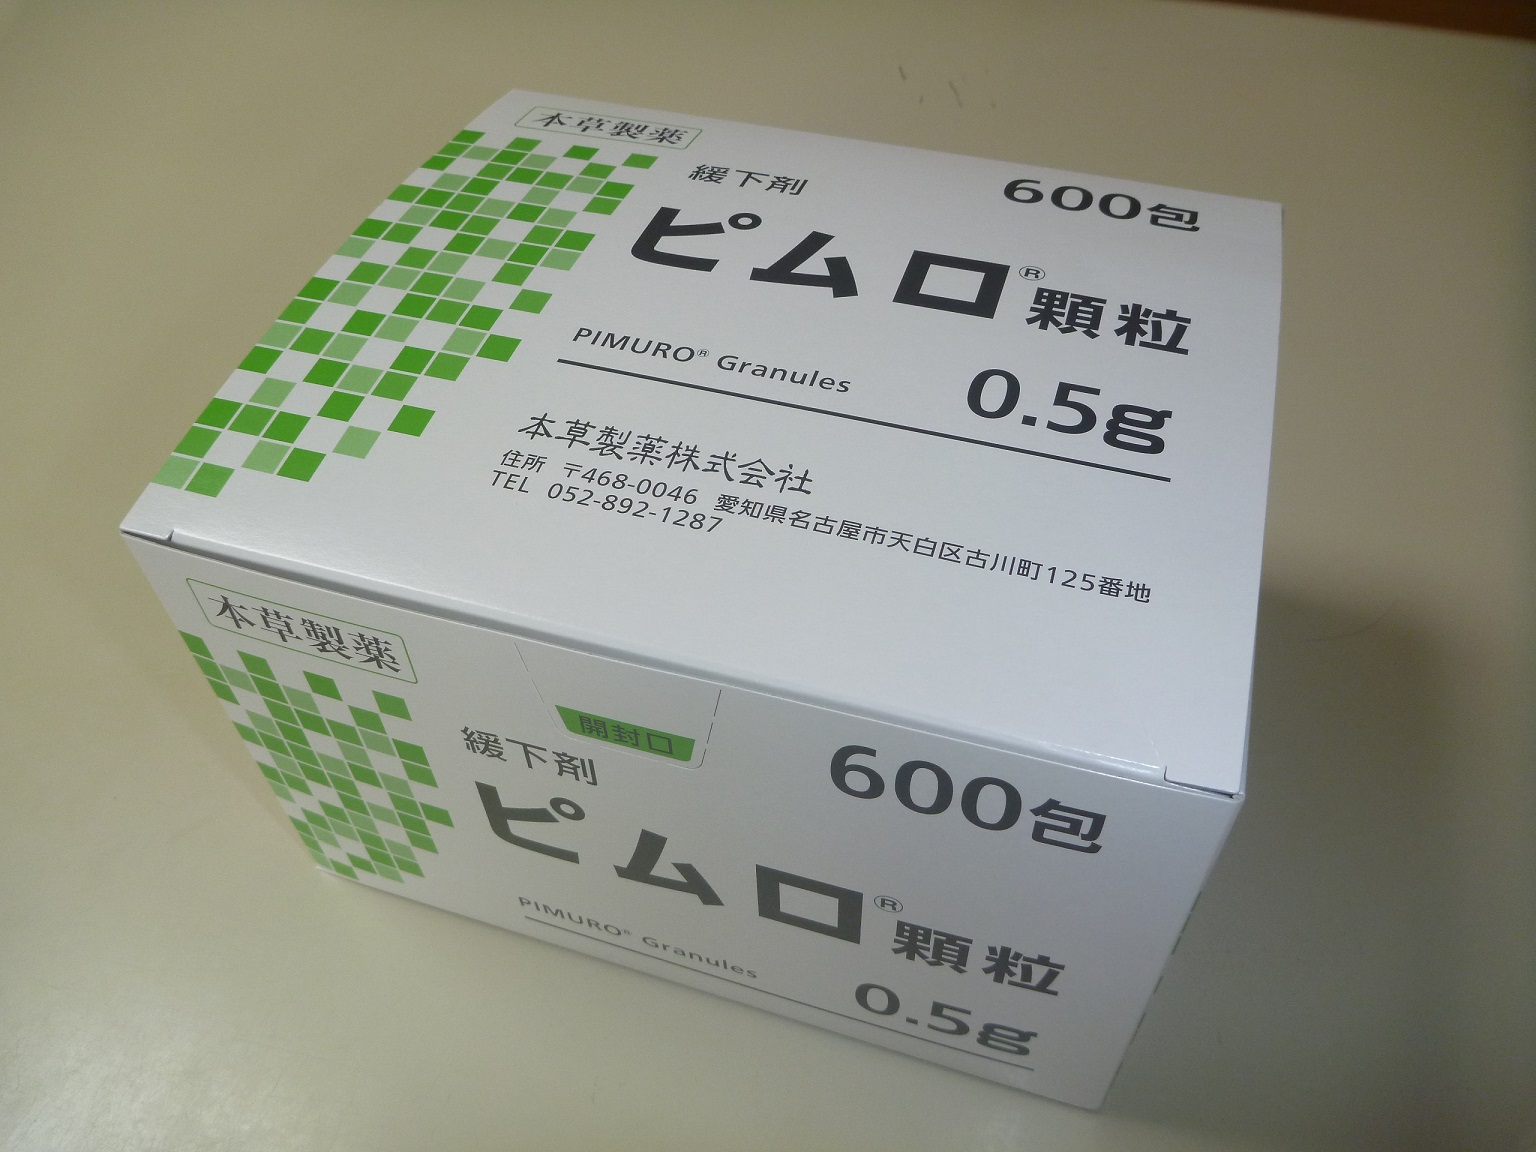 本草製薬
緩下剤
600包
ピムロ® 顆粒
PIMURO® Granules
0.5g
本草製薬株式会社
住所 〒468-0046 愛知県名古屋市天白区古川町125番地
TEL 052-892-1287
本草製薬
開封口
緩下剤
600包
ピムロ® 顆粒
PIMURO® Granules
0.5g